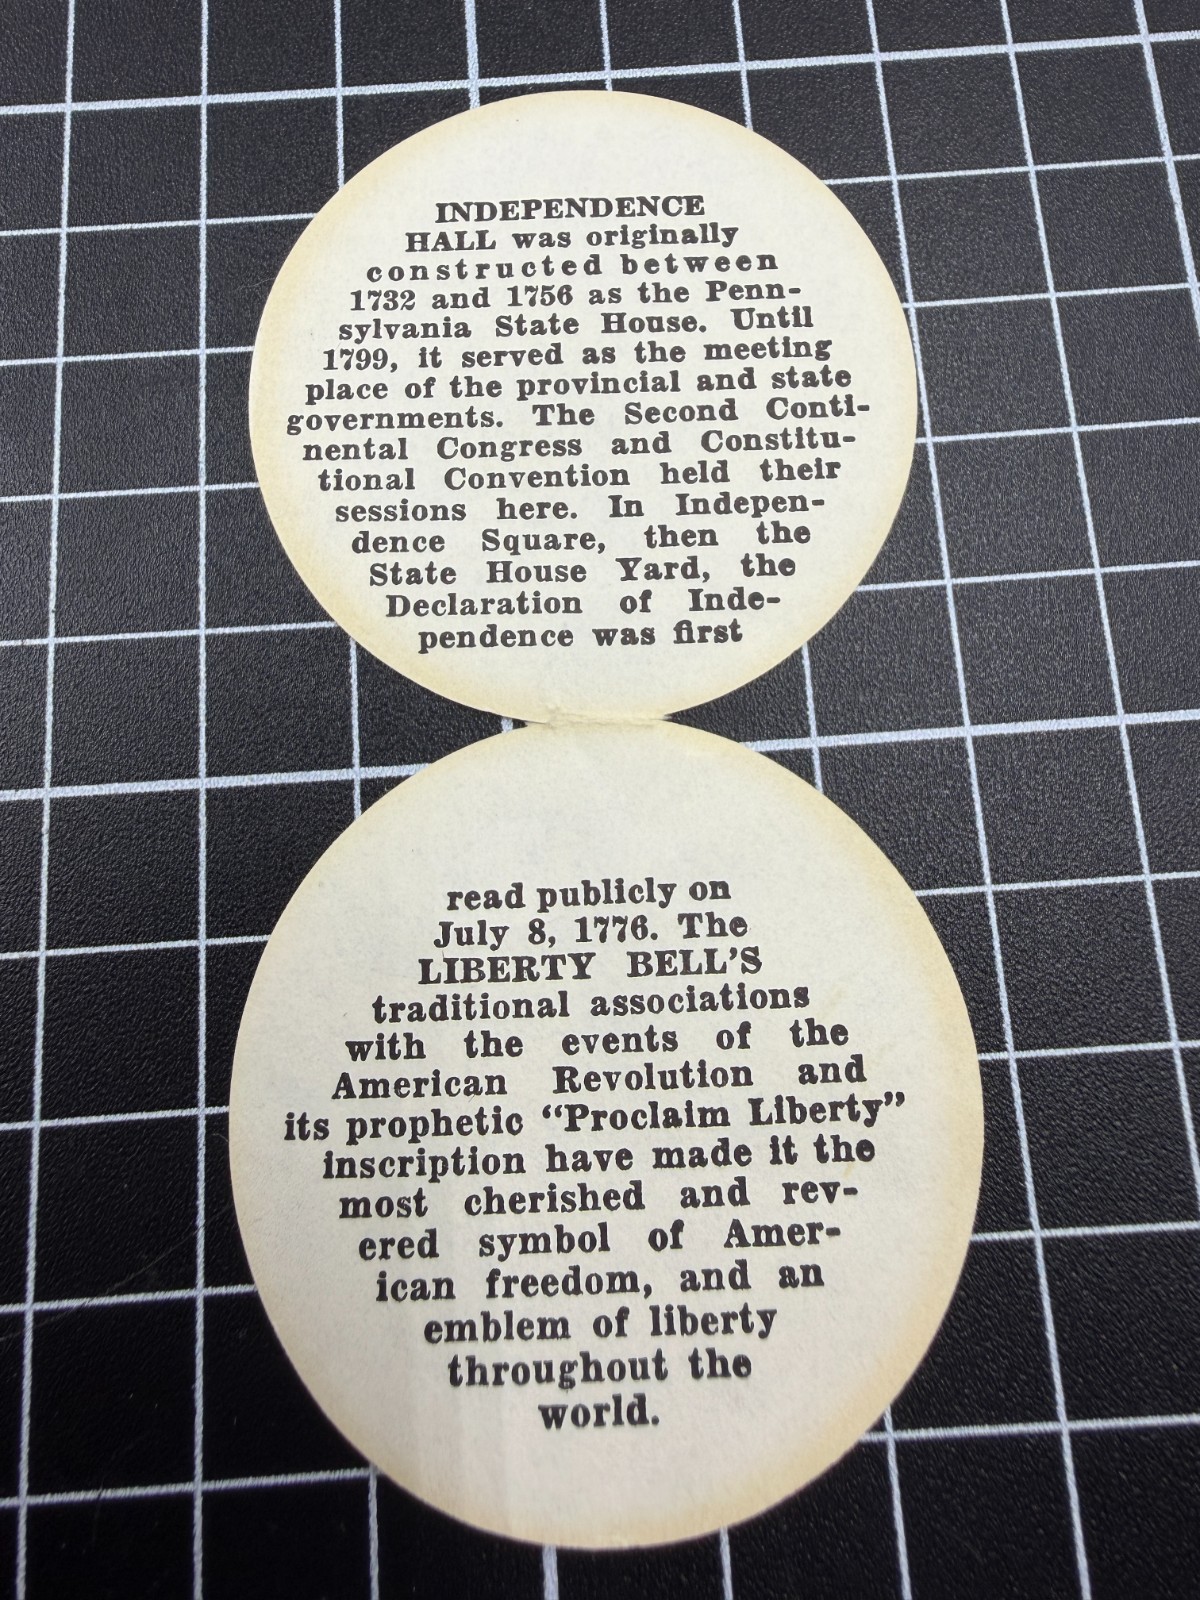 INDEPENDENCE
HALL was originally
constructed between
1732 and 1756 as the Penn-
sylvania State House. Until
1799, it served as the meeting
place of the provincial and state
governments. The Second Conti-
nental Congress and Constitu-
tional Convention held their
sessions here. In Indepen-
dence Square, then the
State House Yard, the
Declaration of Inde-
pendence was first
read publicly on
July 8, 1776. The
LIBERTY BELL'S
traditional associations
with the events of the
American Revolution and
its prophetic “Proclaim Liberty”
inscription have made it the
most cherished and rev-
ered symbol of Amer-
ican freedom, and an
emblem of liberty
throughout the
world.